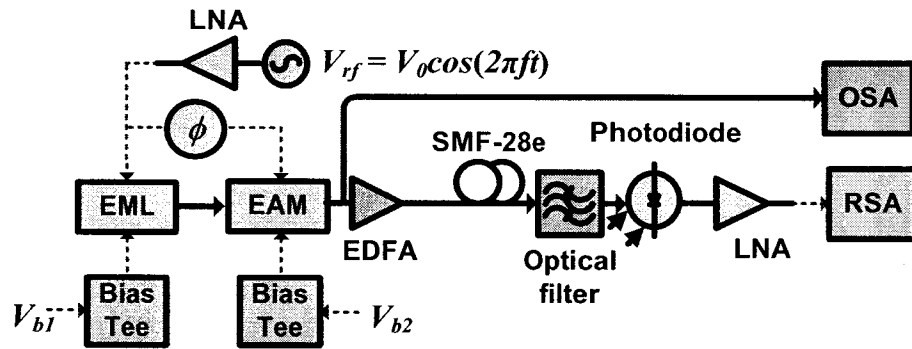 LNA
V_rf = V_0cos(2πft)
OSA
Photodiode
ϕ
SMF-28e
EML
EAM
RSA
EDFA
LNA
Optical
filter
Bias
Tee
Bias
Tee
V_b1
V_b2